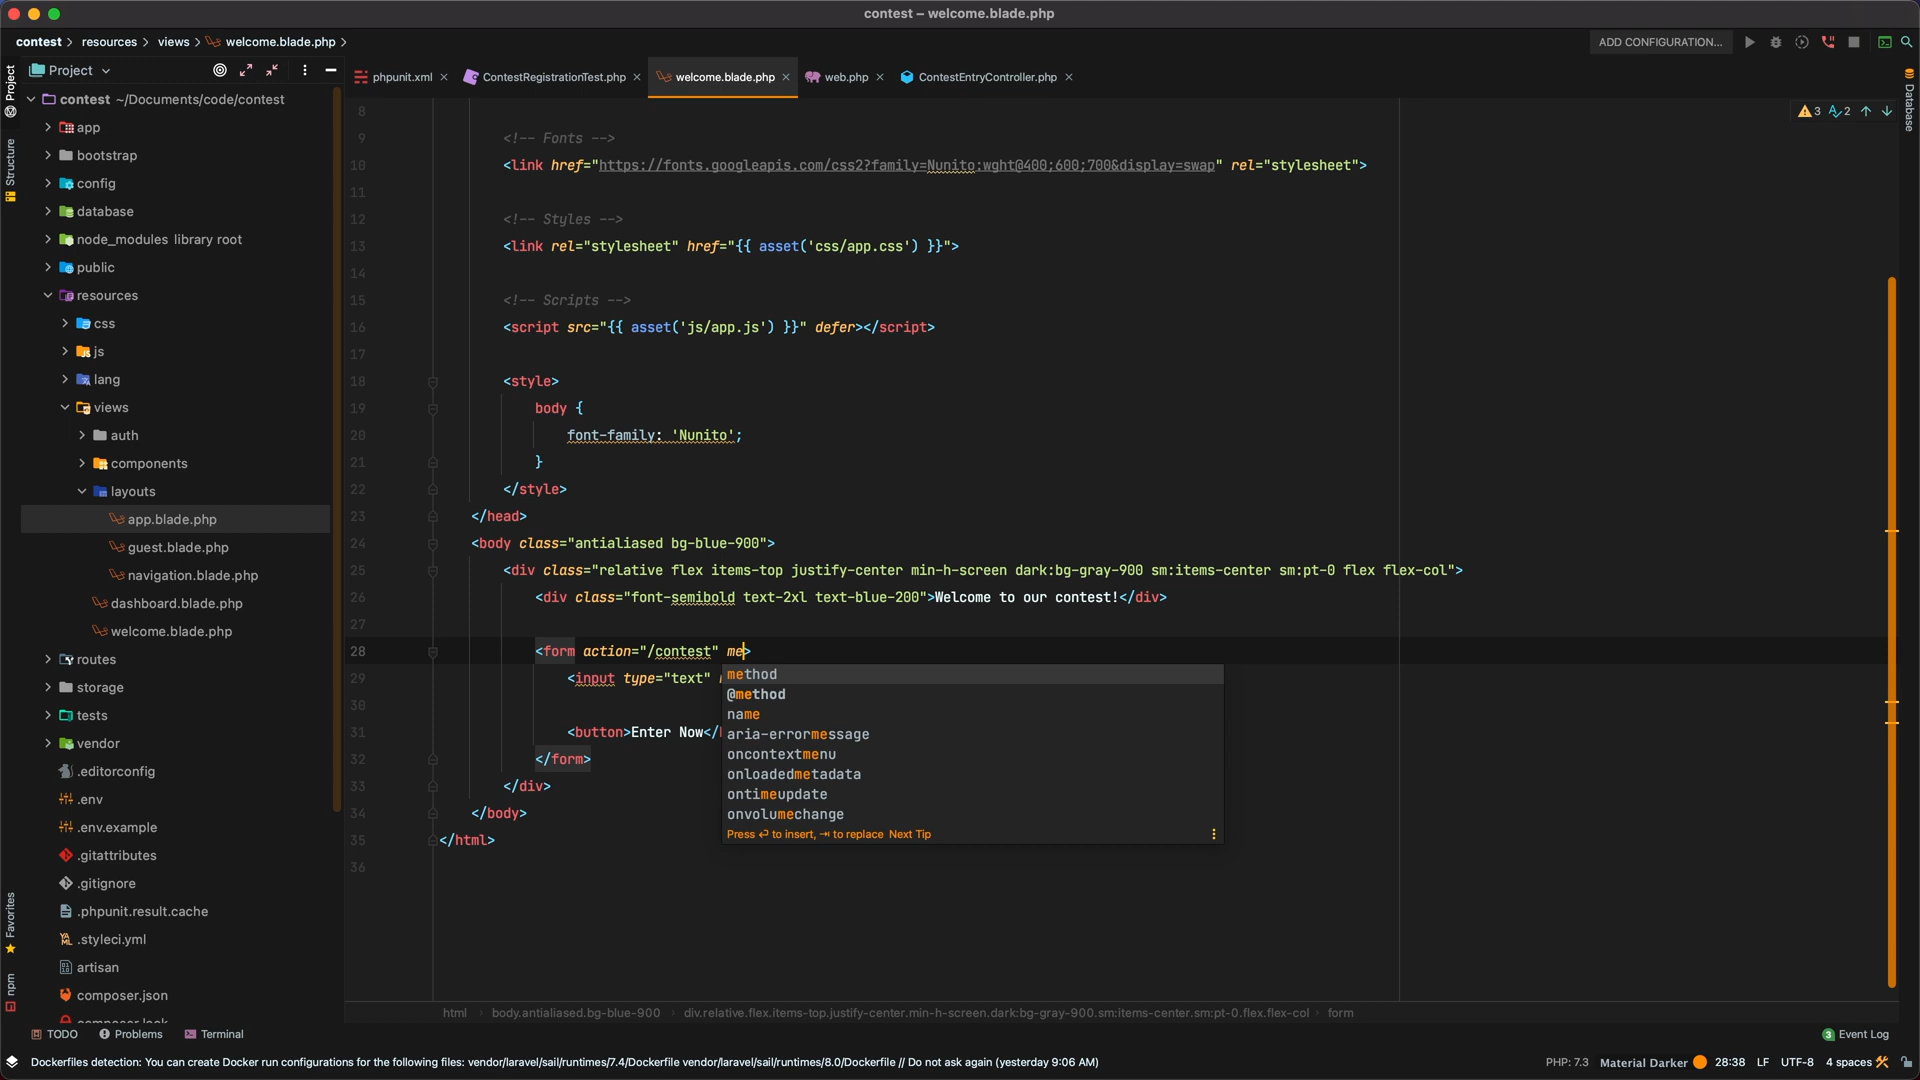 contest – welcome.blade.php
contest > resources > views > welcome.blade.php >
ADD CONFIGURATION...
Project
phpunit.xml
ContestRegistrationTest.php
welcome.blade.php
web.php
ContestEntryController.php
Project
Structure
Favorites
npm
Database
contest ~/Documents/code/contest
app
bootstrap
config
database
node_modules library root
public
resources
css
js
lang
views
auth
components
layouts
app.blade.php
guest.blade.php
navigation.blade.php
dashboard.blade.php
welcome.blade.php
routes
storage
tests
vendor
.editorconfig
.env
.env.example
.gitattributes
.gitignore
.phpunit.result.cache
.styleci.yml
artisan
composer.json
composer.lock
3 2
8
9 <!-- Fonts -->
10 <link href="https://fonts.googleapis.com/css2?family=Nunito:wght@400;600;700&display=swap" rel="stylesheet">
11
12 <!-- Styles -->
13 <link rel="stylesheet" href="{{ asset('css/app.css') }}">
14
15 <!-- Scripts -->
16 <script src="{{ asset('js/app.js') }}" defer></script>
17
18 <style>
19 body {
20 font-family: 'Nunito';
21 }
22 </style>
23 </head>
24 <body class="antialiased bg-blue-900">
25 <div class="relative flex items-top justify-center min-h-screen dark:bg-gray-900 sm:items-center sm:pt-0 flex flex-col">
26 <div class="font-semibold text-2xl text-blue-200">Welcome to our contest!</div>
27
28 <form action="/contest" me>
29 <input type="text"
30
31 <button>Enter Now</
32 </form>
33 </div>
34 </body>
35 </html>
36
method
@method
name
aria-errormessage
oncontextmenu
onloadedmetadata
ontimeupdate
onvolumechange
Press ⏎ to insert, ⇥ to replace Next Tip
html > body.antialiased.bg-blue-900 > div.relative.flex.items-top.justify-center.min-h-screen.dark:bg-gray-900.sm:items-center.sm:pt-0.flex.flex-col > form
TODO Problems Terminal
3 Event Log
Dockerfiles detection: You can create Docker run configurations for the following files: vendor/laravel/sail/runtimes/7.4/Dockerfile vendor/laravel/sail/runtimes/8.0/Dockerfile // Do not ask again (yesterday 9:06 AM)
PHP: 7.3 Material Darker 28:38 LF UTF-8 4 spaces